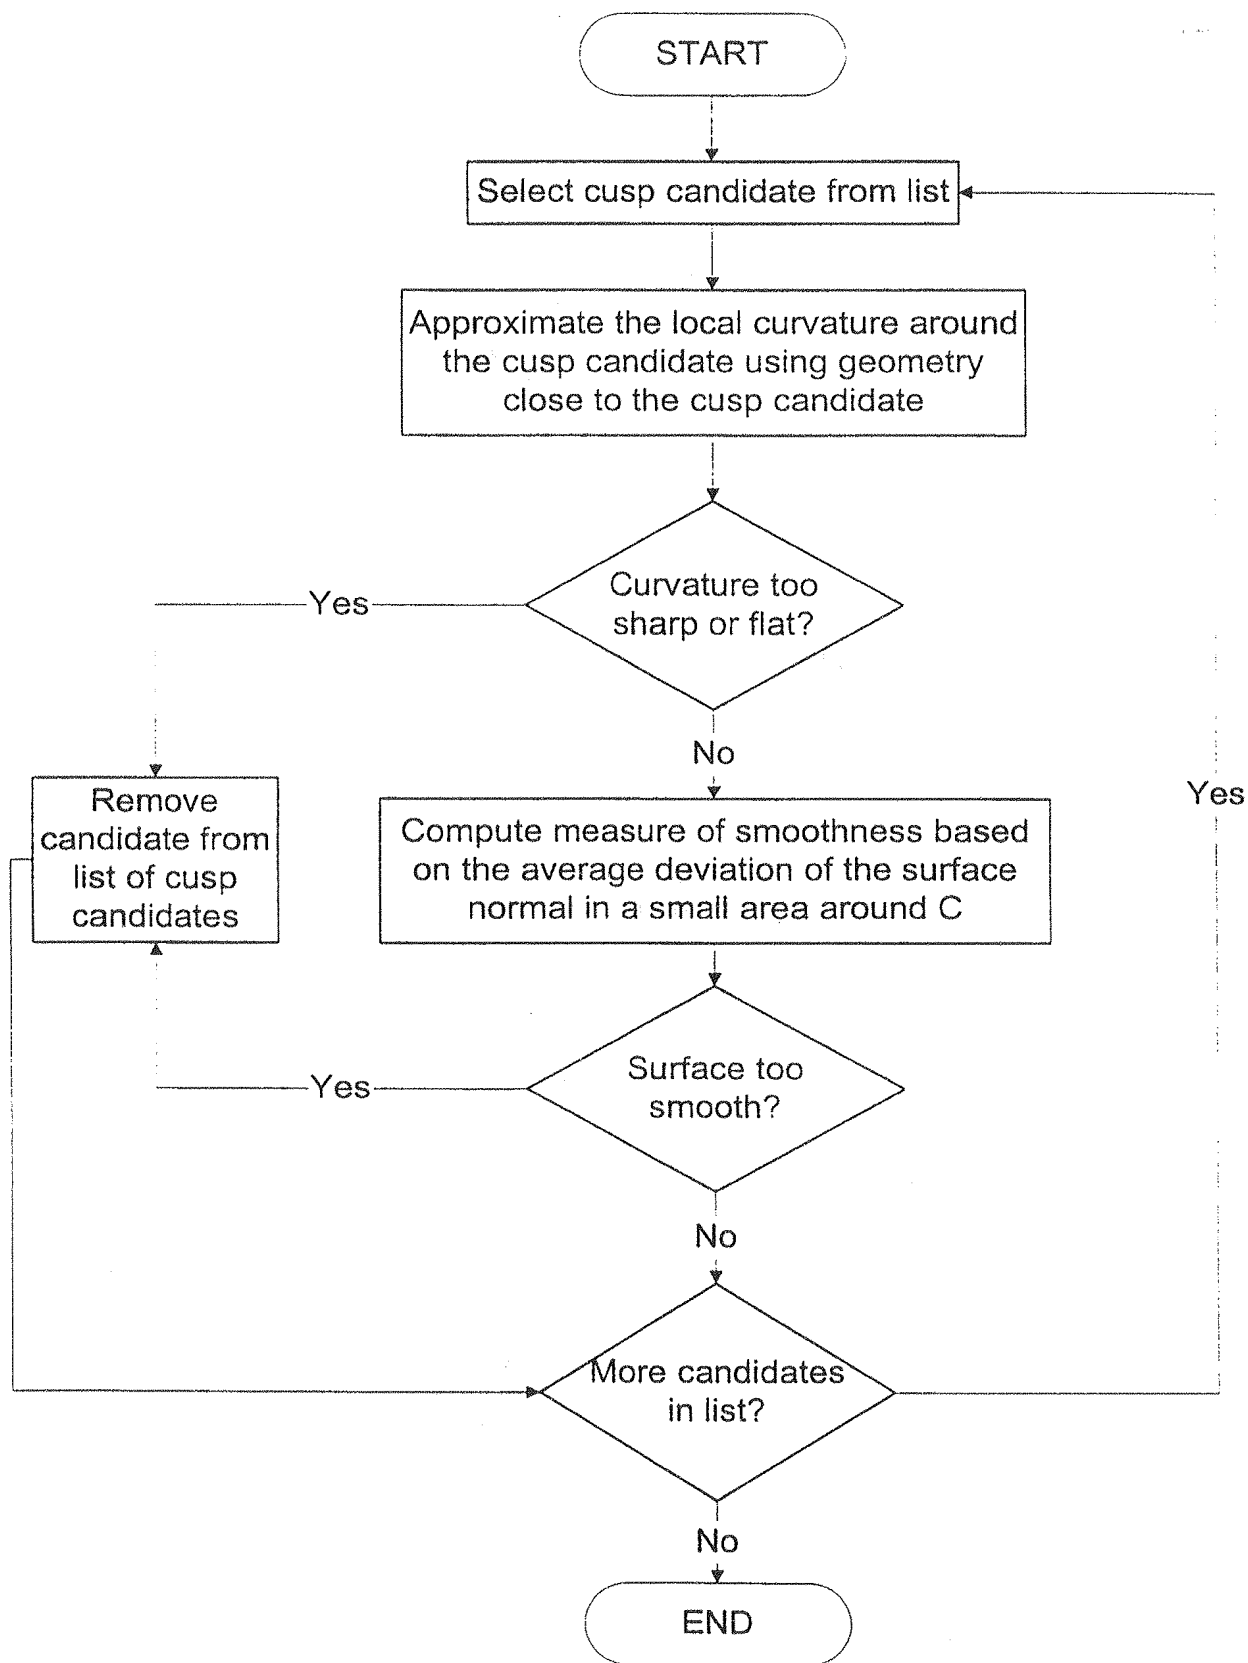 START
Select cusp candidate from list
Approximate the local curvature around
the cusp candidate using geometry
close to the cusp candidate
Curvature too
sharp or flat?
Yes
No
Remove
candidate from
list of cusp
candidates
Compute measure of smoothness based
on the average deviation of the surface
normal in a small area around C
Yes
Surface too
smooth?
Yes
No
More candidates
in list?
No
END